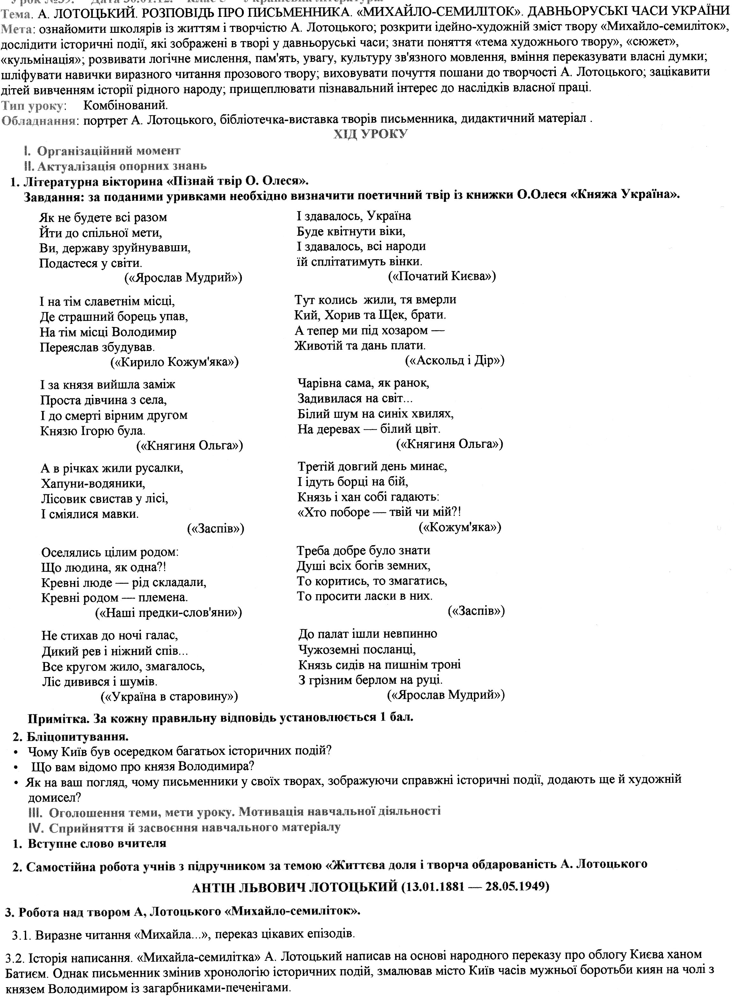 Тема. А. ЛОТОЦЬКИЙ. РОЗПОВІДЬ ПРО ПИСЬМЕННИКА. «МИХАЙЛО-СЕМИЛІТОК». ДАВНЬОРУСЬКІ ЧАСИ УКРАЇНИ
Мета: ознайомити школярів із життям і творчістю А. Лотоцького; розкрити ідейно-художній зміст твору «Михайло-семиліток»,
дослідити історичні події, які зображені в творі у давньоруські часи; знати поняття «тема художнього твору», «сюжет»,
«кульмінація»; розвивати логічне мислення, пам'ять, увагу, культуру зв'язного мовлення, вміння переказувати власні думки;
шліфувати навички виразного читання прозового твору; виховувати почуття пошани до творчості А. Лотоцького; зацікавити
дітей вивченням історії рідного народу; прищеплювати пізнавальний інтерес до наслідків власної праці.
Тип уроку: Комбінований.
Обладнання: портрет А. Лотоцького, бібліотечка-виставка творів письменника, дидактичний матеріал .
ХІД УРОКУ
І. Організаційний момент
ІІ. Актуалізація опорних знань
1. Літературна вікторина «Пізнай твір О. Олеся».
Завдання: за поданими уривками необхідно визначити поетичний твір із книжки О.Олеся «Княжа Україна».
Як не будете всі разом
Йти до спільної мети,
Ви, державу зруйнувавши,
Подастеся у світи.
(«Ярослав Мудрий»)
І здавалось, Україна
Буде квітнути віки,
І здавалось, всі народи
їй сплітатимуть вінки.
(«Початий Києва»)
І на тім славетнім місці,
Де страшний борець упав,
На тім місці Володимир
Переяслав збудував.
(«Кирило Кожум'яка»)
Тут колись жили, тя вмерли
Кий, Хорив та Щек, брати.
А тепер ми під хозаром —
Животій та дань плати.
(«Аскольд і Дір»)
І за князя вийшла заміж
Проста дівчина з села,
І до смерті вірним другом
Князю Ігорю була.
(«Княгиня Ольга»)
Чарівна сама, як ранок,
Задивилася на світ...
Білий шум на синіх хвилях,
На деревах — білий цвіт.
(«Княгиня Ольга»)
А в річках жили русалки,
Хапуни-водяники,
Лісовик свистав у лісі,
І сміялися мавки.
(«Заспів»)
Третій довгий день минає,
І ідуть борці на бій,
Князь і хан собі гадають:
«Хто поборе — твій чи мій?!
(«Кожум'яка»)
Оселялись цілим родом:
Що людина, як одна?!
Кревні люде — рід складали,
Кревні родом — племена.
(«Наші предки-слов'яни»)
Треба добре було знати
Душі всіх богів земних,
То коритись, то змагатись,
То просити ласки в них.
(«Заспів»)
Не стихав до ночі галас,
Дикий рев і ніжний спів...
Все кругом жило, змагалось,
Ліс дивився і шумів.
(«Україна в старовину»)
До палат ішли невпинно
Чужоземні посланці,
Князь сидів на пишнім троні
З грізним берлом на руці.
(«Ярослав Мудрий»)
Примітка. За кожну правильну відповідь установлюється 1 бал.
2. Бліцопитування.
• Чому Київ був осередком багатьох історичних подій?
• Що вам відомо про князя Володимира?
• Як на ваш погляд, чому письменники у своїх творах, зображуючи справжні історичні події, додають ще й художній
домисел?
ІІІ. Оголошення теми, мети уроку. Мотивація навчальної діяльності
IV. Сприйняття й засвоєння навчального матеріалу
1. Вступне слово вчителя
2. Самостійна робота учнів з підручником за темою «Життєва доля і творча обдарованість А. Лотоцького
АНТІН ЛЬВОВИЧ ЛОТОЦЬКИЙ (13.01.1881 — 28.05.1949)
3. Робота над твором А, Лотоцького «Михайло-семиліток».
3.1. Виразне читання «Михайла...», переказ цікавих епізодів.
3.2. Історія написання. «Михайла-семилітка» А. Лотоцький написав на основі народного переказу про облогу Києва ханом
Батиєм. Однак письменник змінив хронологію історичних подій, змалював місто Київ часів мужньої боротьби киян на чолі з
князем Володимиром із загарбниками-печенігами.